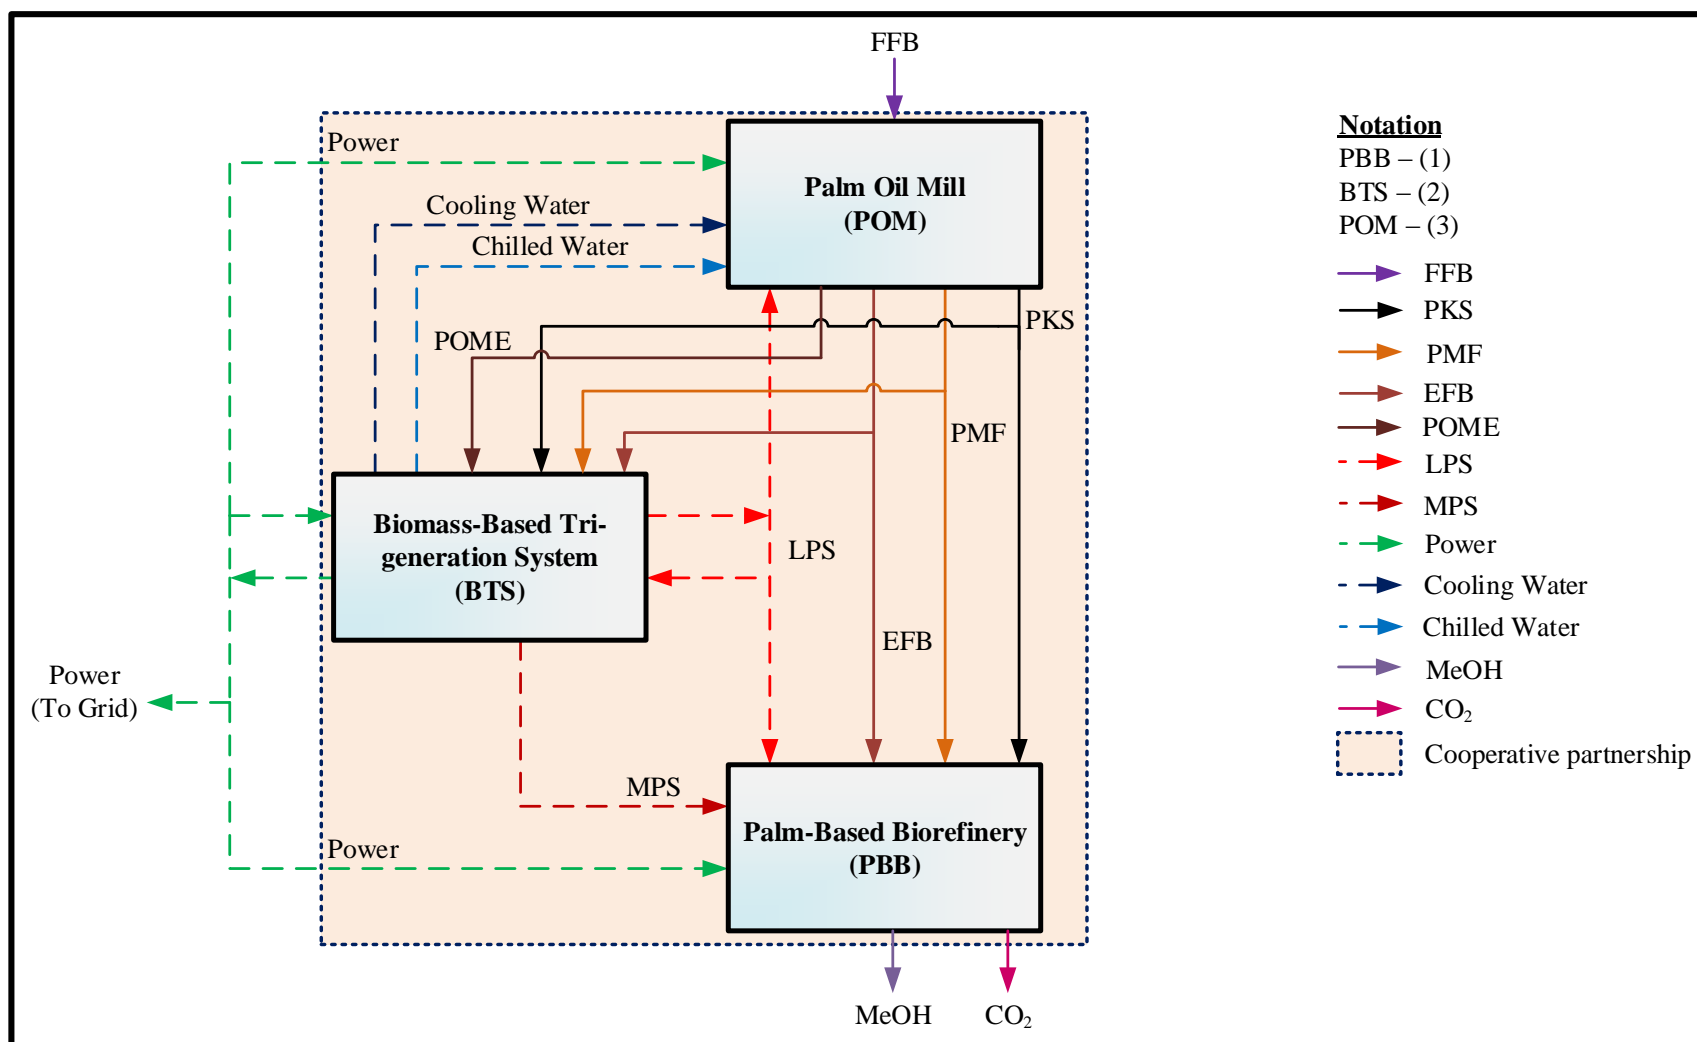 FFB
Power
Palm Oil Mill
(POM)
Cooling Water
Chilled Water
PKS
POME
PMF
Biomass-Based Tri-
generation System
(BTS)
LPS
EFB
Power
(To Grid)
MPS
Palm-Based Biorefinery
(PBB)
Power
MeOH
CO₂
Notation
PBB – (1)
BTS – (2)
POM – (3)
FFB
PKS
PMF
EFB
POME
LPS
MPS
Power
Cooling Water
Chilled Water
MeOH
CO₂
Cooperative partnership